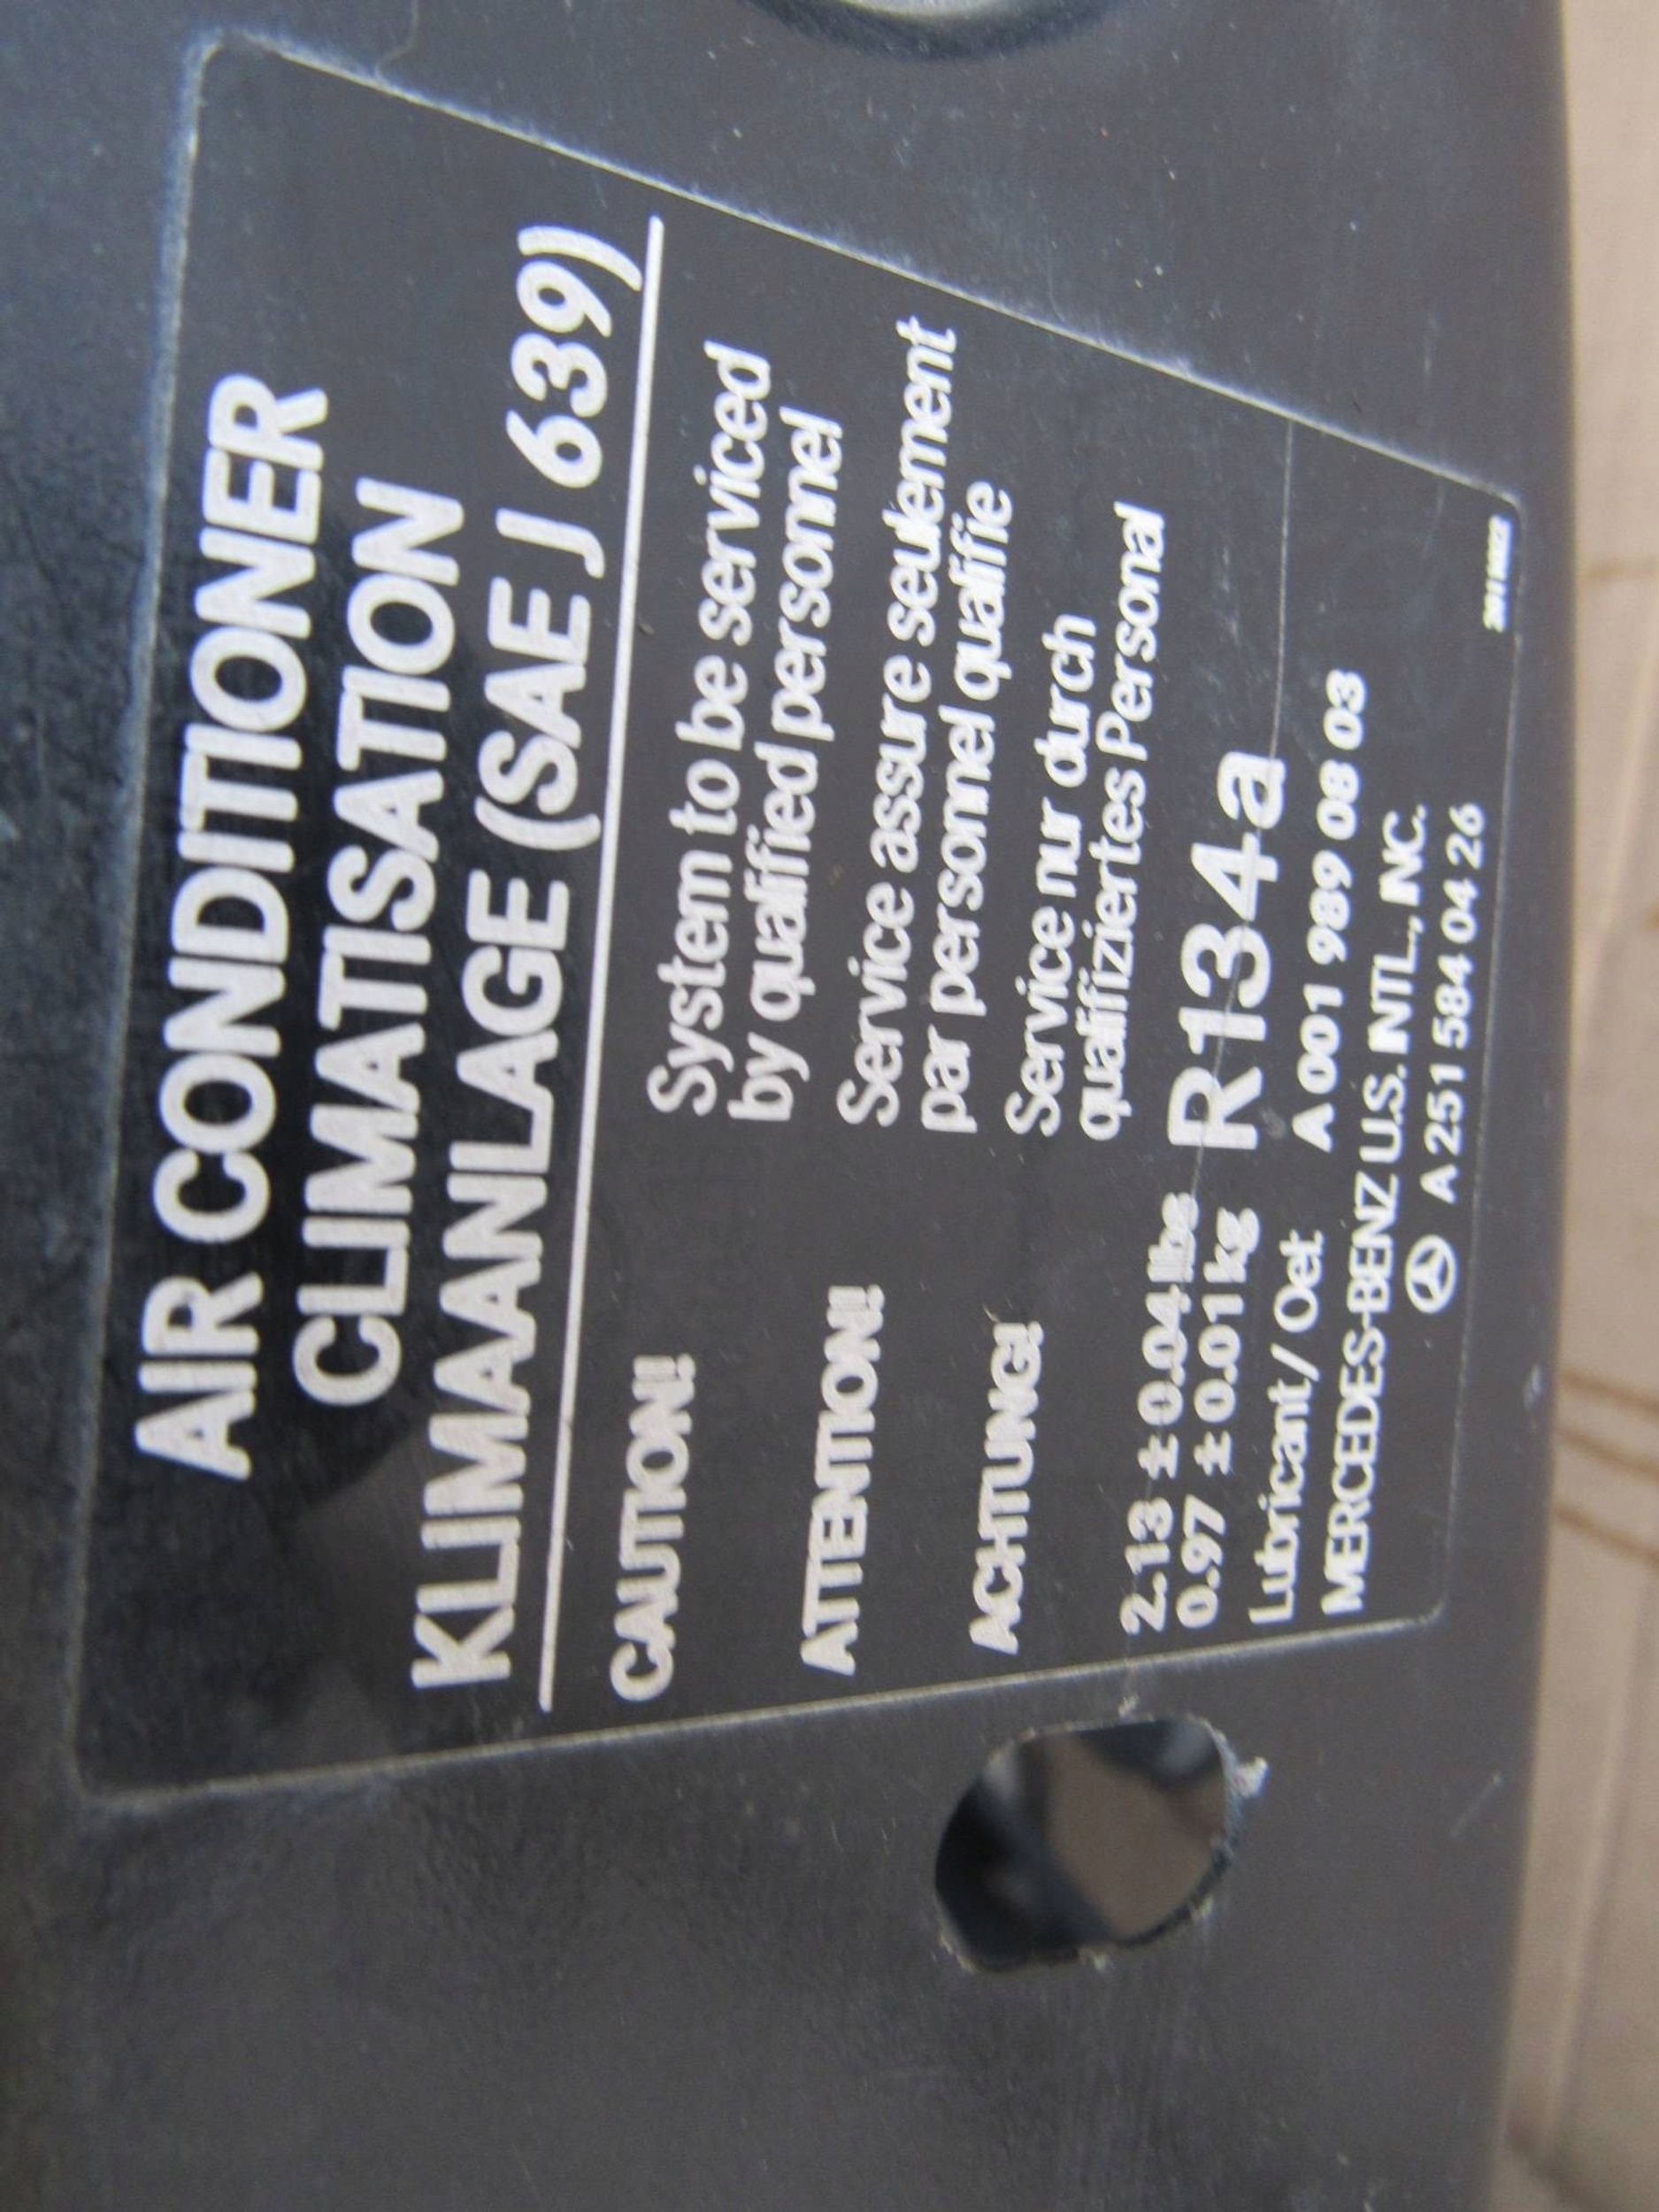 AIR CONDITIONER
CLIMATISATION
KLIMAANLAGE (SAE J 639)
CAUTION! System to be serviced
by qualified personnel
ATTENTION! Service assure seulement
par personnel qualifie
ACHTUNG! Service nur durch
qualifiziertes Personal
2.13 ± 0.04 lbs
0.97 ± 0.01 kg R134a
Lubricant / Oet A 001 989 08 03
MERCEDES-BENZ U.S. INTL., INC.
A 251 584 04 26